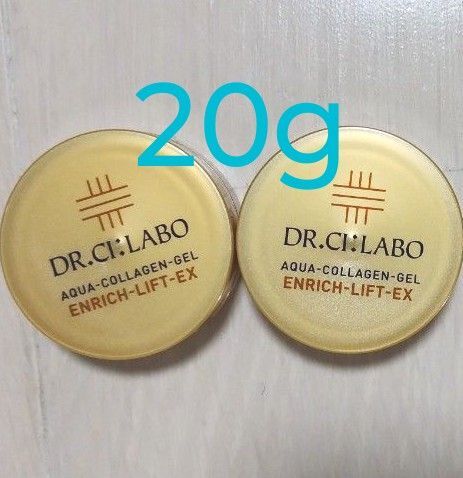 20g
DR.CI:LABO
AQUA-COLLAGEN-GEL
ENRICH-LIFT-EX
DR.CI:LABO
AQUA-COLLAGEN-GEL
ENRICH-LIFT-EX